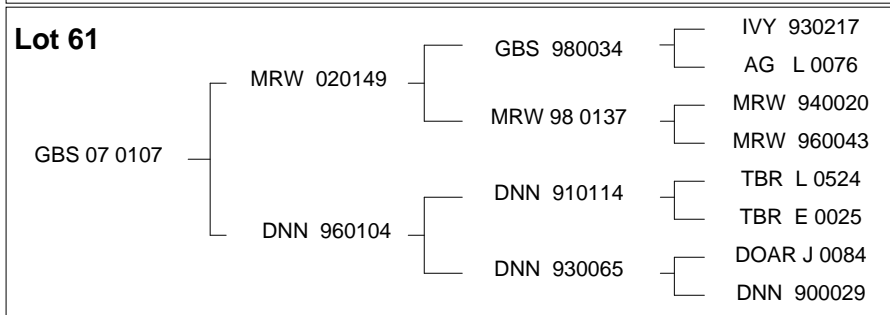 Lot 61
IVY 930217
GBS 980034
AG L 0076
MRW 020149
MRW 940020
MRW 98 0137
MRW 960043
GBS 07 0107
TBR L 0524
DNN 910114
TBR E 0025
DNN 960104
DOAR J 0084
DNN 930065
DNN 900029